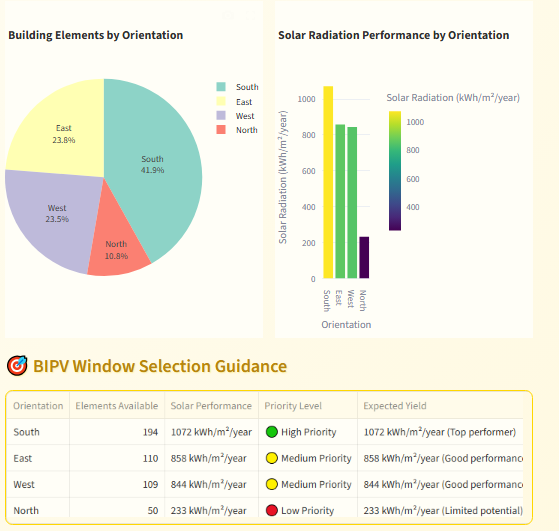 Building Elements by Orientation
South
East
West
North
East
23.8%
South
41.9%
West
23.5%
North
10.8%
Solar Radiation Performance by Orientation
Solar Radiation (kWh/m²/year)
1000
800
600
400
200
0
South
East
West
North
Orientation
Solar Radiation (kWh/m²/year)
1000
800
600
400
BIPV Window Selection Guidance
Orientation Elements Available Solar Performance Priority Level Expected Yield
South 194 1072 kWh/m²/year High Priority 1072 kWh/m²/year (Top performer)
East 110 858 kWh/m²/year Medium Priority 858 kWh/m²/year (Good performance
West 109 844 kWh/m²/year Medium Priority 844 kWh/m²/year (Good performance
North 50 233 kWh/m²/year Low Priority 233 kWh/m²/year (Limited potential)